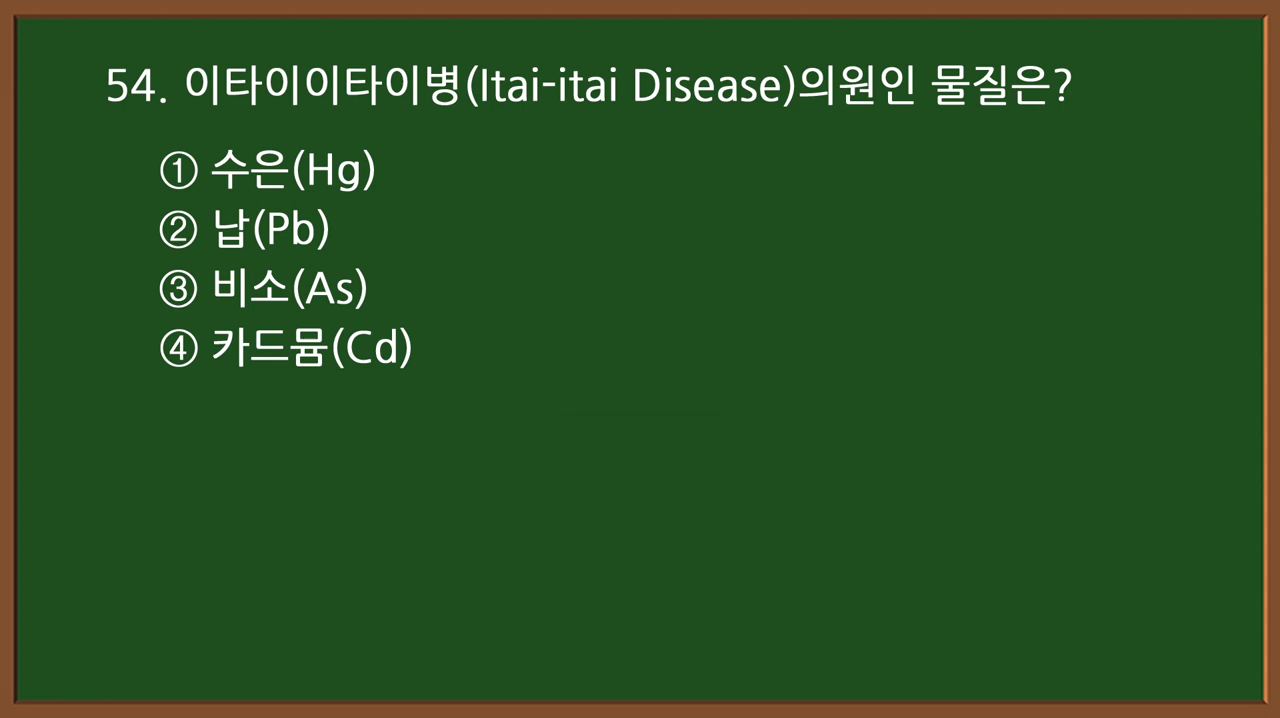 54. 이타이이타이병(Itai-itai Disease)의원인 물질은?
① 수은(Hg)
② 납(Pb)
③ 비소(As)
④ 카드뮴(Cd)